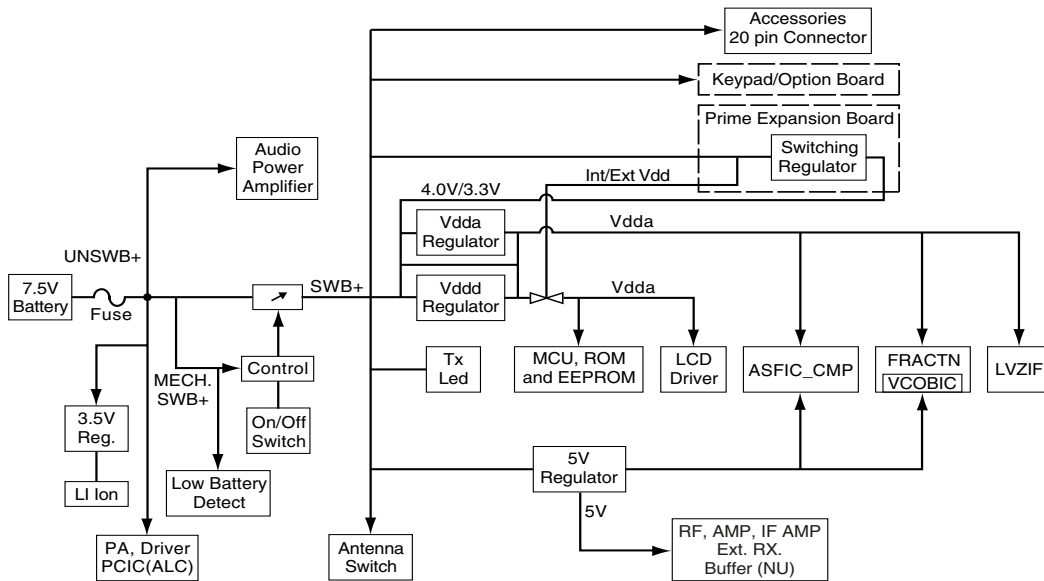 Accessories
20 pin Connector
Keypad/Option Board
Prime Expansion Board
Switching
Regulator
Audio
Power
Amplifier
Int/Ext Vdd
4.0V/3.3V
Vdda
Regulator
Vdda
UNSWB+
7.5V
Battery
Fuse
SWB+
Vddd
Regulator
Vdda
MECH.
SWB+
Control
Tx
Led
MCU, ROM
and EEPROM
LCD
Driver
ASFIC_CMP
FRACTN
VCOBIC
LVZIF
3.5V
Reg.
On/Off
Switch
LI Ion
Low Battery
Detect
5V
Regulator
5V
PA, Driver
PCIC(ALC)
Antenna
Switch
RF, AMP, IF AMP
Ext. RX.
Buffer (NU)